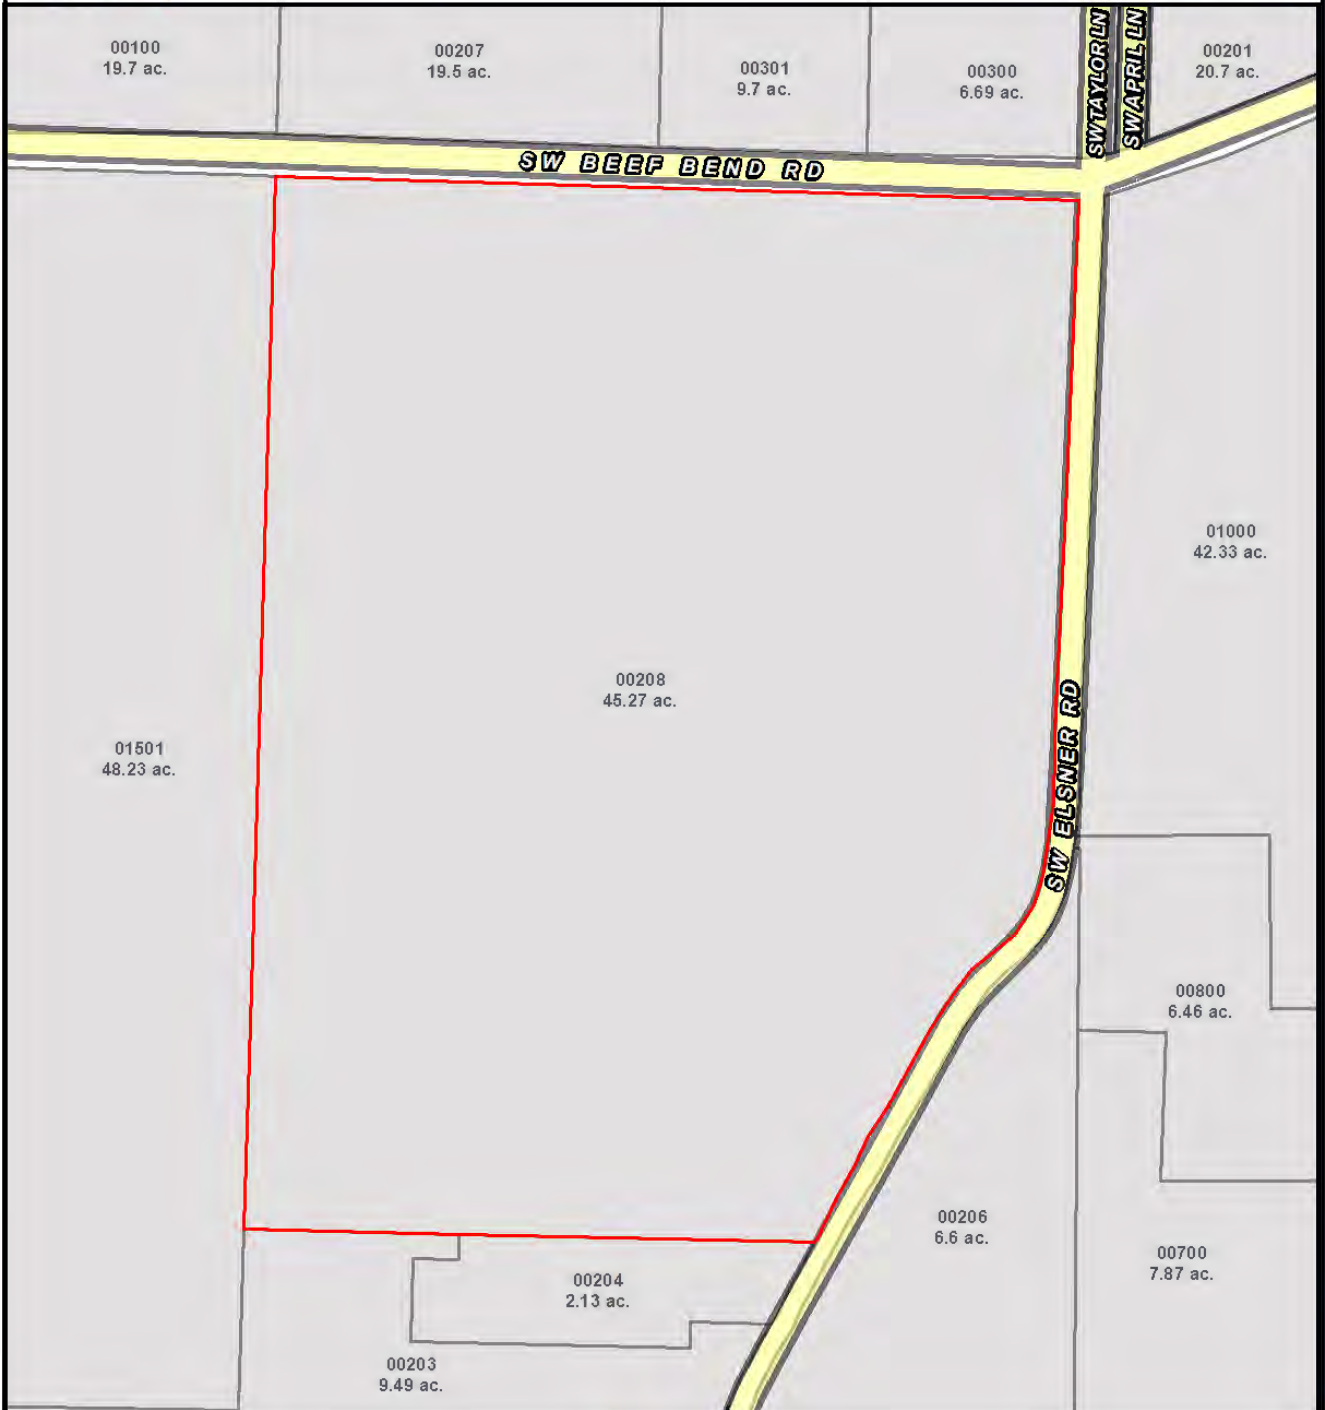 00100
19.7 ac.
00207
19.5 ac.
00301
9.7 ac.
00300
6.69 ac.
SW TAYLOR LN
SW APRIL LN
00201
20.7 ac.
SW BEEF BEND RD
01000
42.33 ac.
00208
45.27 ac.
SW ELSNER RD
01501
48.23 ac.
00800
6.46 ac.
00206
6.6 ac.
00700
7.87 ac.
00204
2.13 ac.
00203
9.49 ac.